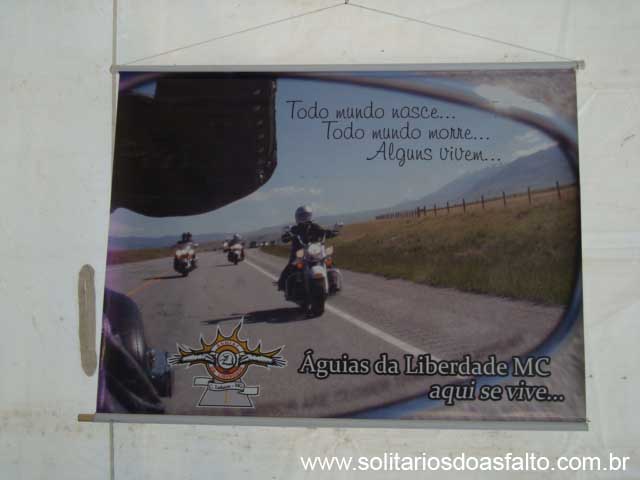 Todo mundo nasce...
Todo mundo morre...
Alguns vivem...
Águias da Liberdade MC
aqui se vive...
www.solitariosdoasfalto.com.br